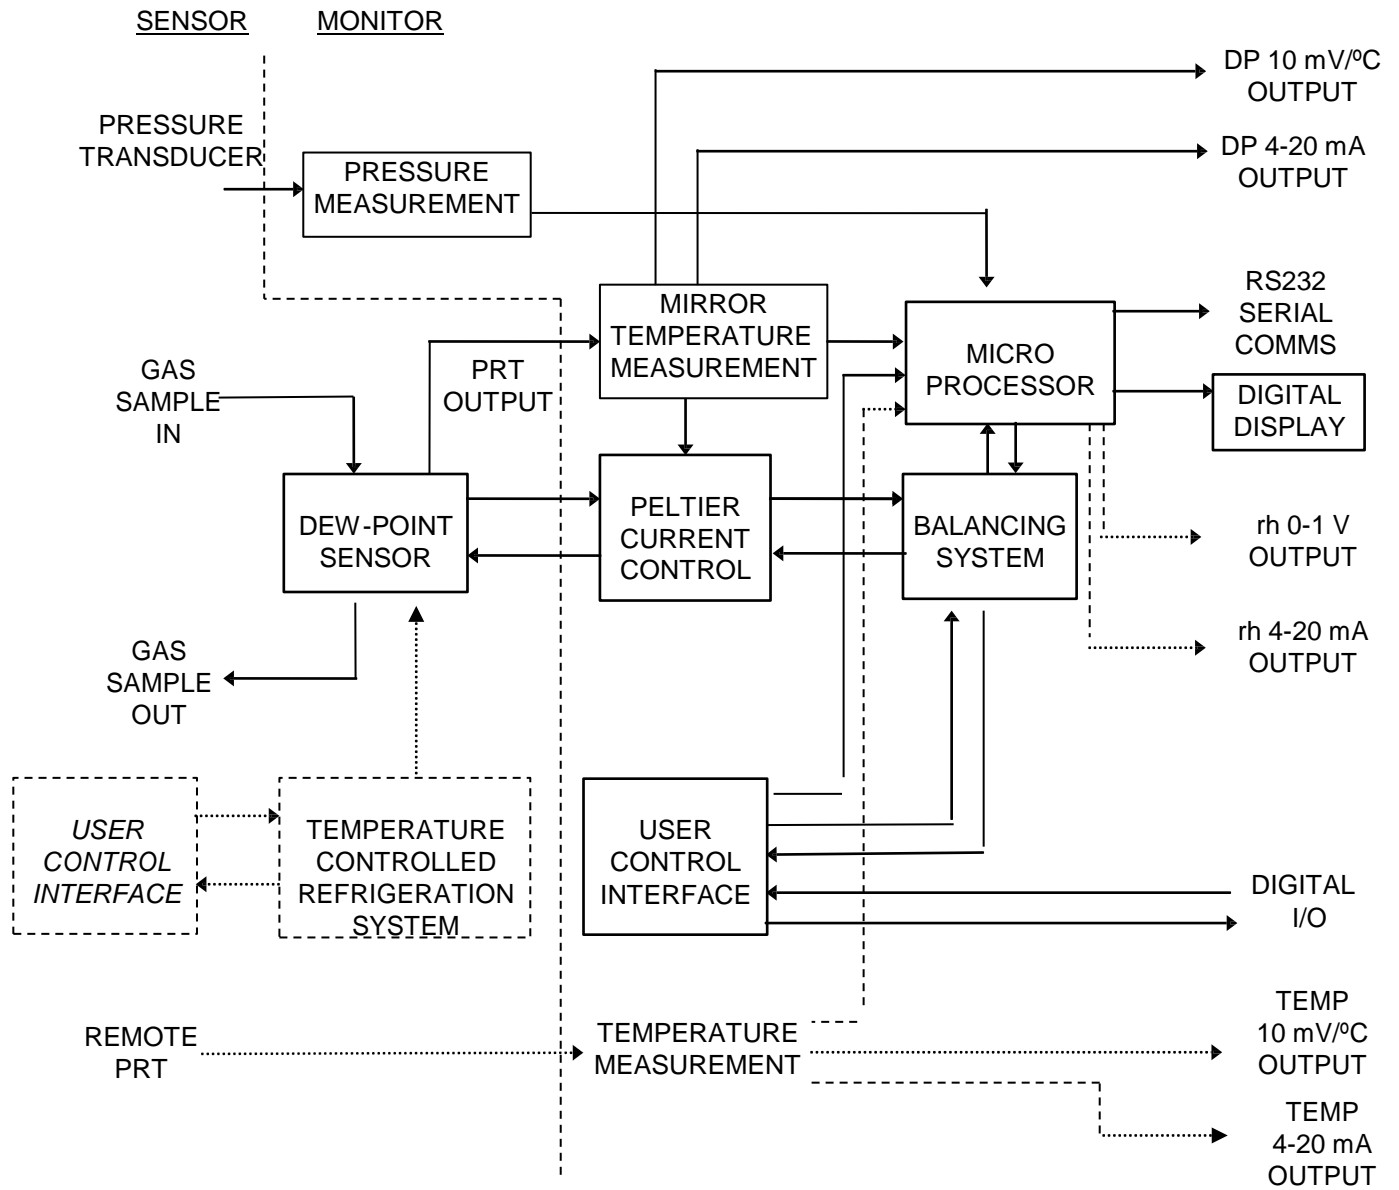 SENSOR MONITOR
DP 10 mV/ºC
OUTPUT
PRESSURE
TRANSDUCER
DP 4-20 mA
OUTPUT
PRESSURE
MEASUREMENT
RS232
SERIAL
COMMS
MIRROR
TEMPERATURE
MEASUREMENT
MICRO
PROCESSOR
GAS
SAMPLE
IN
PRT
OUTPUT
DIGITAL
DISPLAY
DEW-POINT
SENSOR
PELTIER
CURRENT
CONTROL
BALANCING
SYSTEM
rh 0-1 V
OUTPUT
rh 4-20 mA
OUTPUT
GAS
SAMPLE
OUT
USER
CONTROL
INTERFACE
TEMPERATURE
CONTROLLED
REFRIGERATION
SYSTEM
USER
CONTROL
INTERFACE
DIGITAL
I/O
REMOTE
PRT
TEMPERATURE
MEASUREMENT
TEMP
10 mV/ºC
OUTPUT
TEMP
4-20 mA
OUTPUT